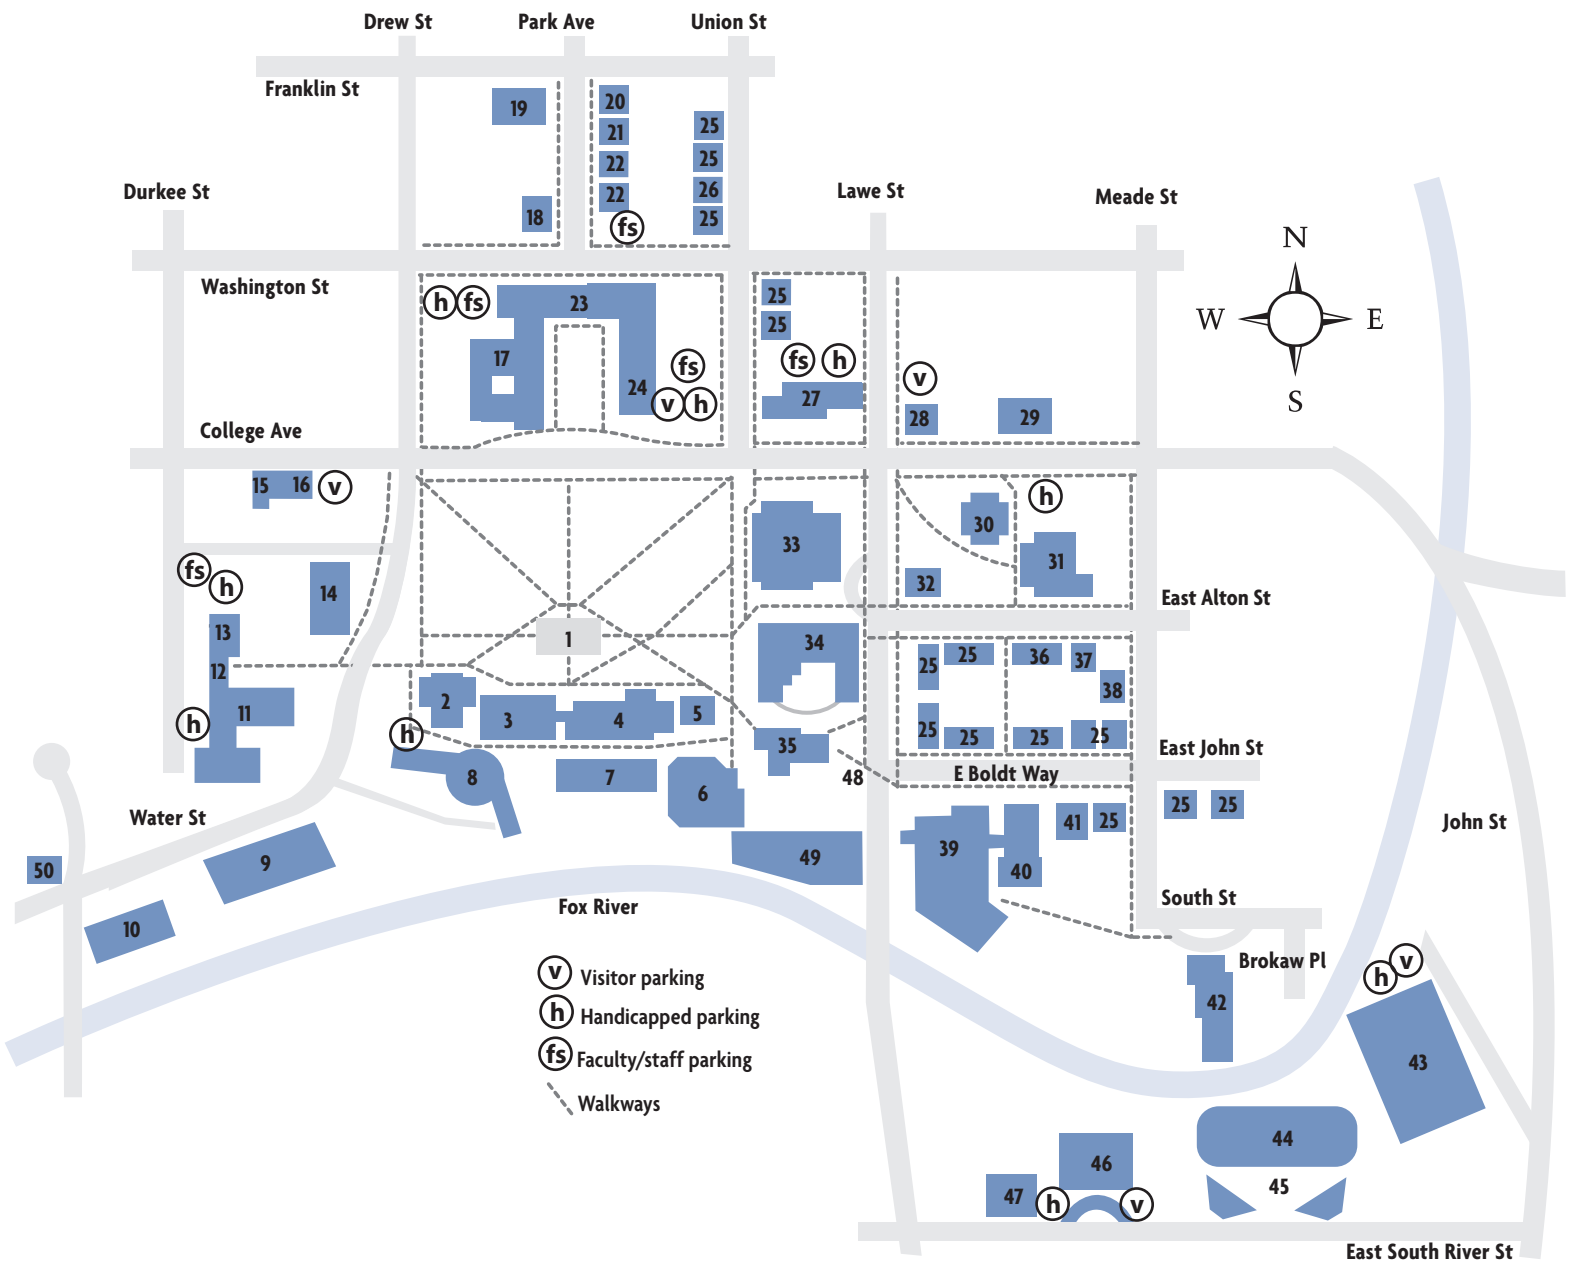 Drew St
Park Ave
Union St
Franklin St
19
20
21
22
22
25
25
26
25
18
fs
Durkee St
Lawe St
Meade St
N
W
E
S
Washington St
h
fs
23
17
24
fs
v
h
25
25
fs
h
27
v
28
29
College Ave
15
16
v
30
h
31
32
33
fs
h
14
13
12
11
h
1
34
East Alton St
25
25
36
37
38
25
25
25
25
2
3
4
5
h
8
7
6
35
48
East John St
E Boldt Way
25
25
Water St
John St
39
40
41
25
49
9
50
10
South St
Fox River
Brokaw Pl
42
h
v
43
v
Visitor parking
h
Handicapped parking
fs
Faculty/staff parking
Walkways
44
45
46
47
h
v
East South River St